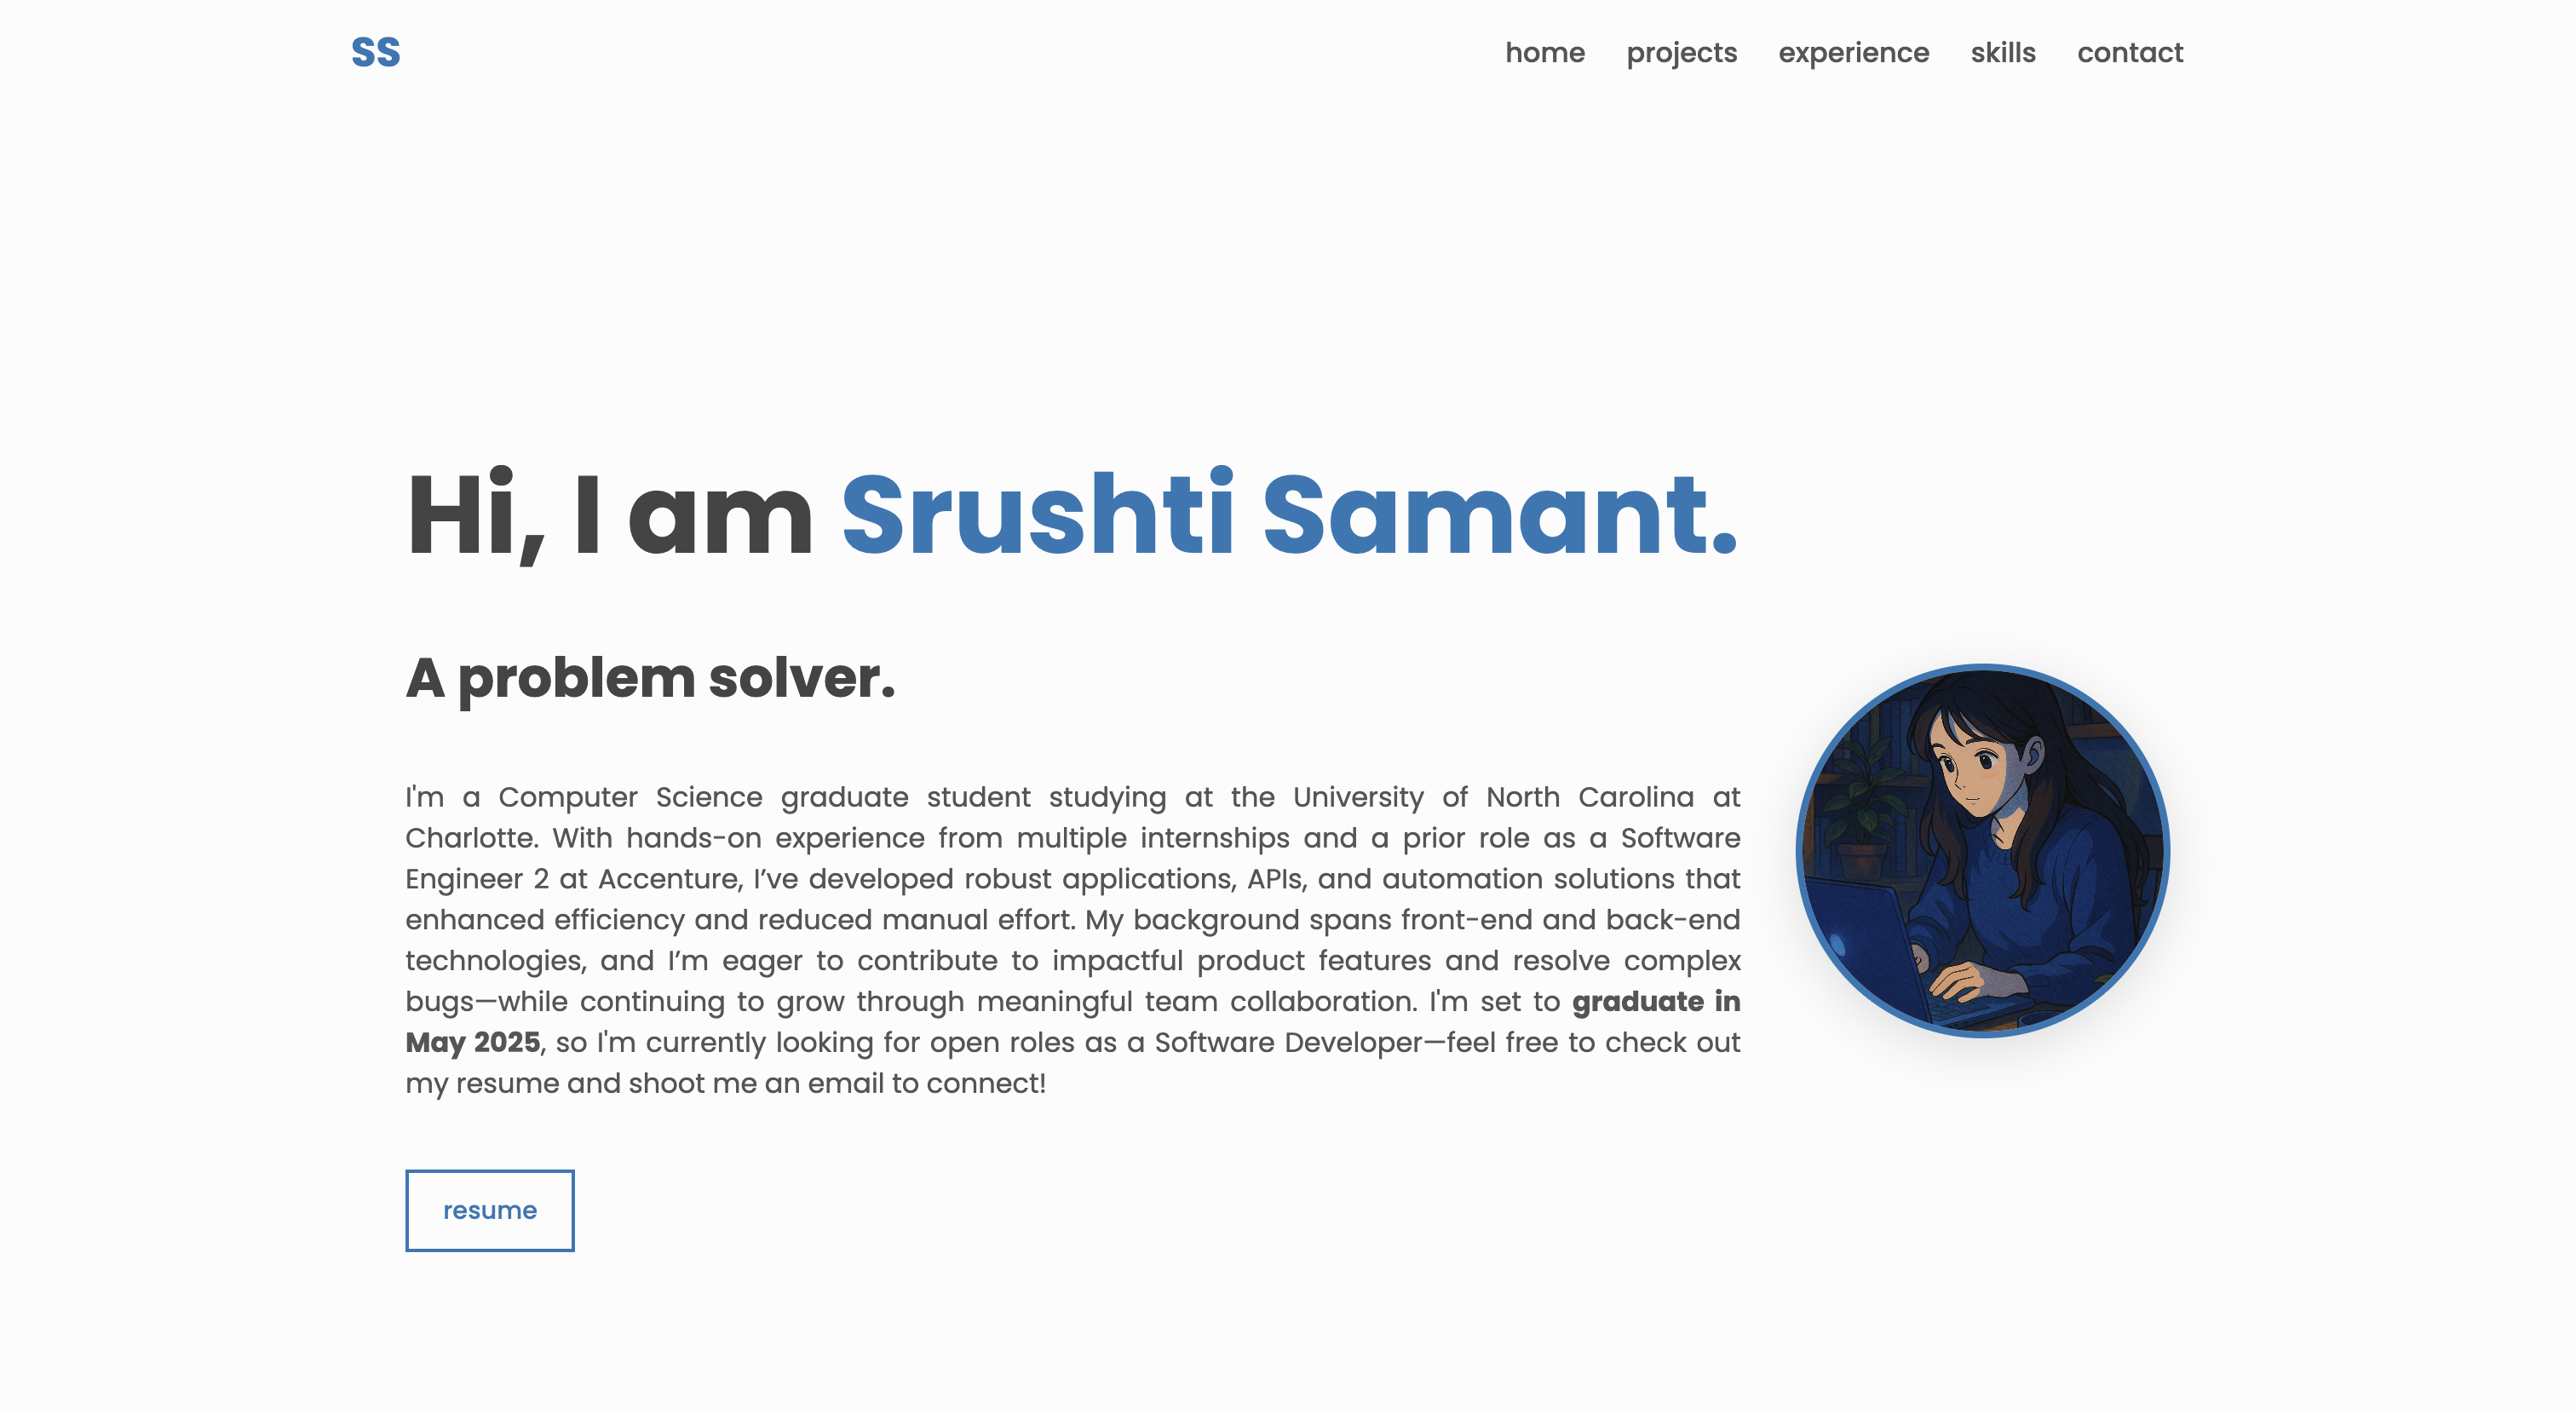 SS
home projects experience skills contact
Hi, I am Srushti Samant.
A problem solver.
I'm a Computer Science graduate student studying at the University of North Carolina at
Charlotte. With hands-on experience from multiple internships and a prior role as a Software
Engineer 2 at Accenture, I’ve developed robust applications, APIs, and automation solutions that
enhanced efficiency and reduced manual effort. My background spans front-end and back-end
technologies, and I’m eager to contribute to impactful product features and resolve complex
bugs—while continuing to grow through meaningful team collaboration. I'm set to graduate in
May 2025, so I'm currently looking for open roles as a Software Developer—feel free to check out
my resume and shoot me an email to connect!
resume